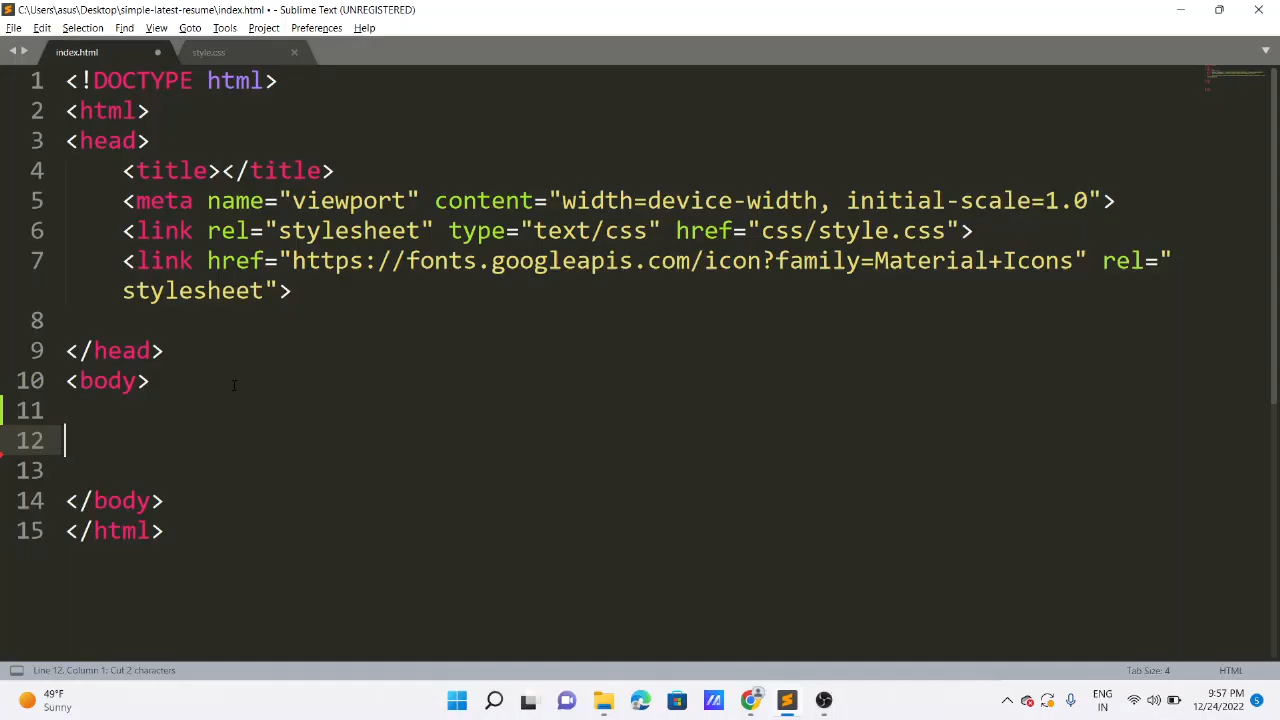 C:\Users\asus\Desktop\simple-latest-resume\index.html • - Sublime Text (UNREGISTERED)
File Edit Selection Find View Goto Tools Project Preferences Help
index.html style.css
1 <!DOCTYPE html>
2 <html>
3 <head>
4 <title></title>
5 <meta name="viewport" content="width=device-width, initial-scale=1.0">
6 <link rel="stylesheet" type="text/css" href="css/style.css">
7 <link href="https://fonts.googleapis.com/icon?family=Material+Icons" rel="
stylesheet">
8
9 </head>
10 <body>
11
12
13
14 </body>
15 </html>
Line 12, Column 1; Cut 2 characters Tab Size: 4 HTML
49°F
Sunny
ENG
IN
9:57 PM
12/24/2022
5